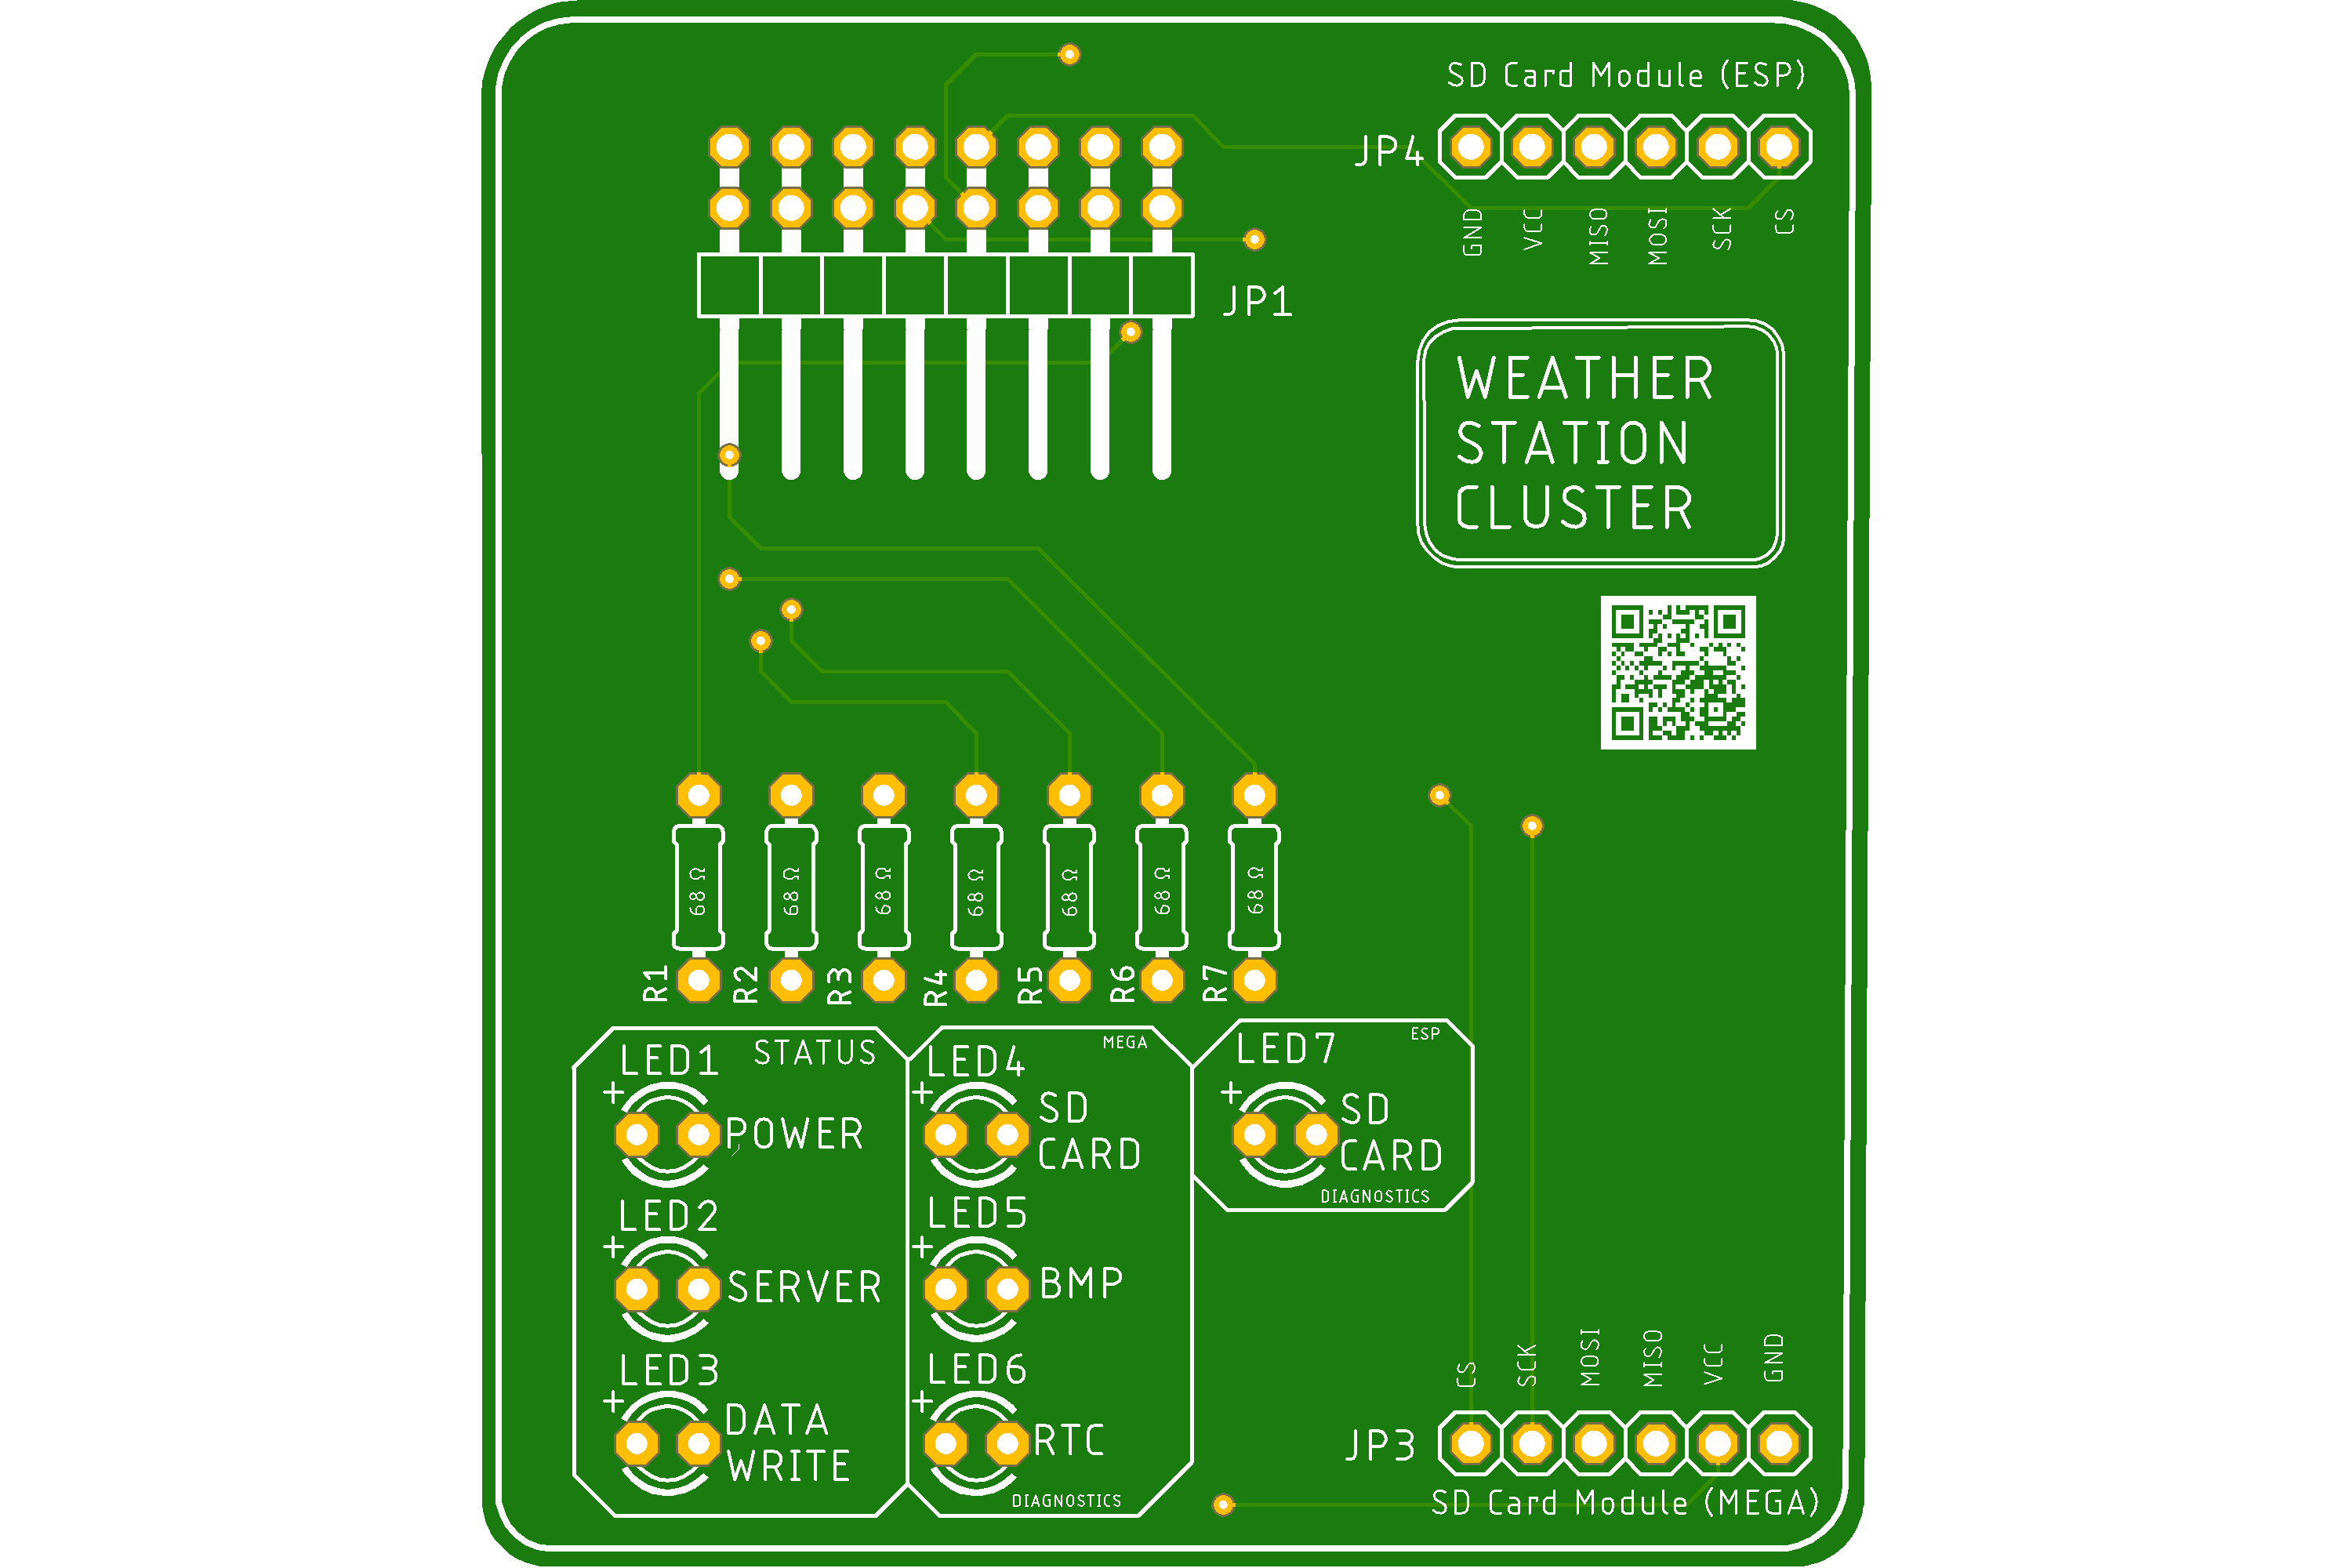 SD Card Module (ESP)
JP4
GND
VCC
MISO
MOSI
SCK
CS
JP1
WEATHER
STATION
CLUSTER
68 Ω
68 Ω
68 Ω
68 Ω
68 Ω
68 Ω
68 Ω
R1
R2
R3
R4
R5
R6
R7
LED1 STATUS
+
POWER
LED2
+
SERVER
LED3
+
DATA
WRITE
MEGA
LED4
+
SD
CARD
LED5
+
BMP
LED6
+
RTC
DIAGNOSTICS
LED7 ESP
+
SD
CARD
DIAGNOSTICS
CS
SCK
MOSI
MISO
VCC
GND
JP3
SD Card Module (MEGA)